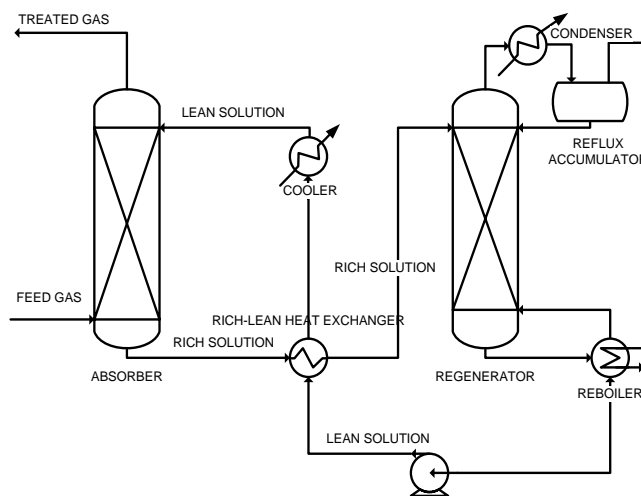 TREATED GAS
CONDENSER
LEAN SOLUTION
REFLUX
ACCUMULATOR
COOLER
RICH SOLUTION
FEED GAS
RICH-LEAN HEAT EXCHANGER
RICH SOLUTION
ABSORBER
REGENERATOR
REBOILER
LEAN SOLUTION